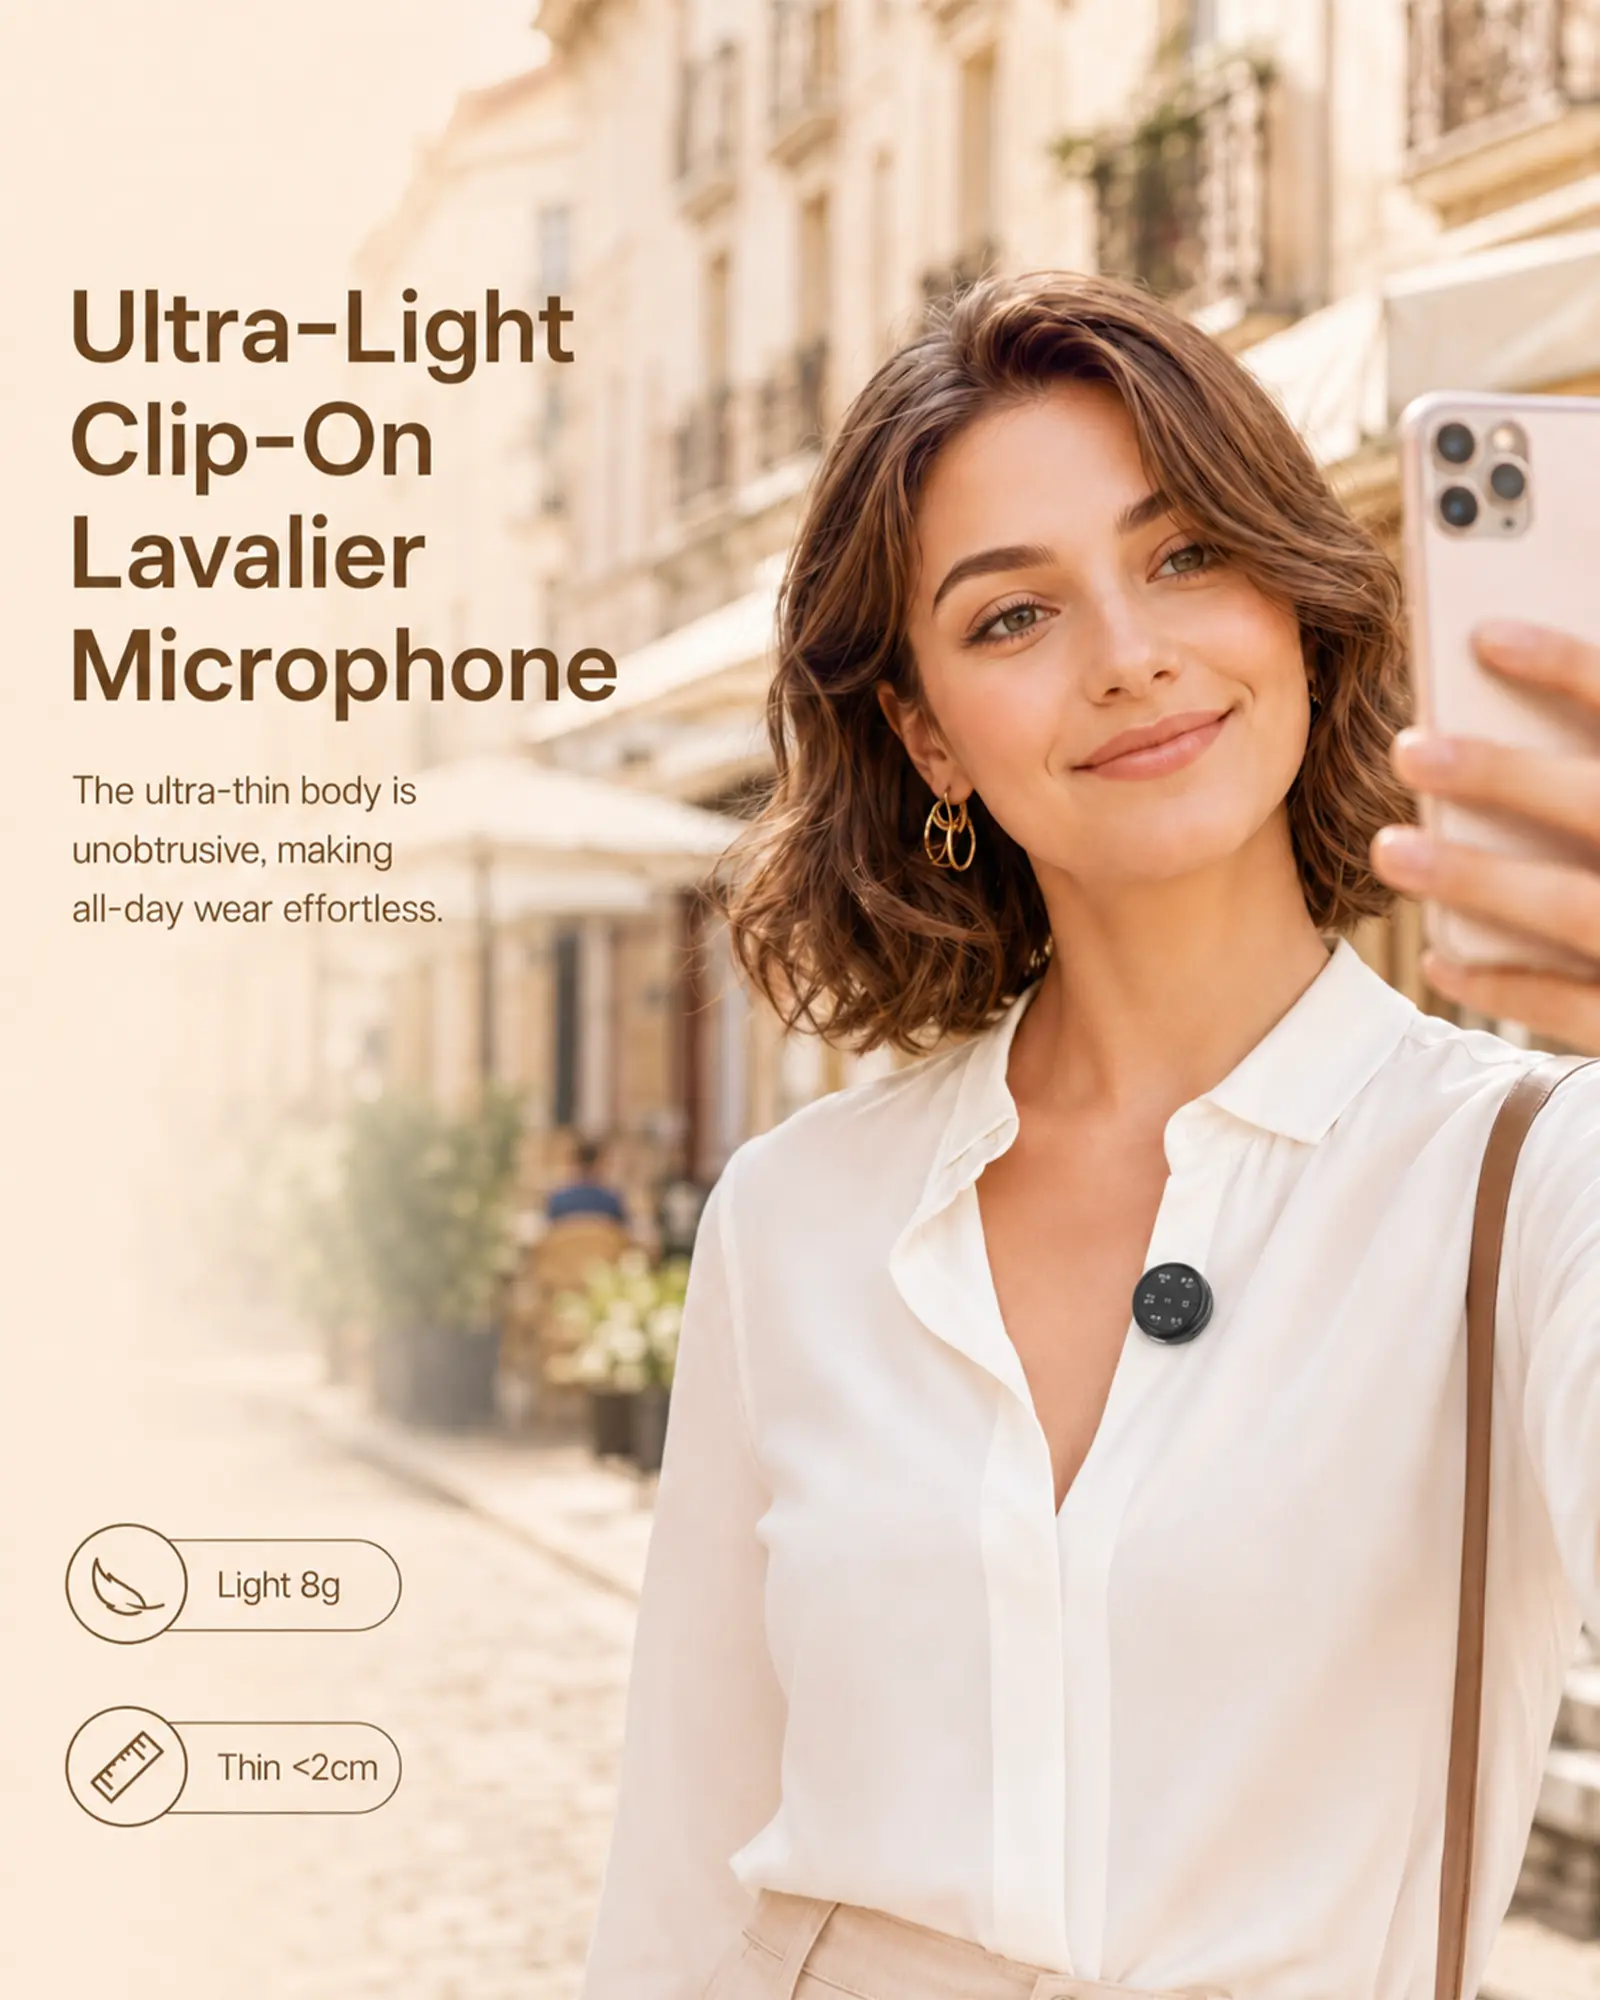 Ultra-Light
Clip-On
Lavalier
Microphone
The ultra-thin body is
unobtrusive, making
all-day wear effortless.
Light 8g
Thin <2cm